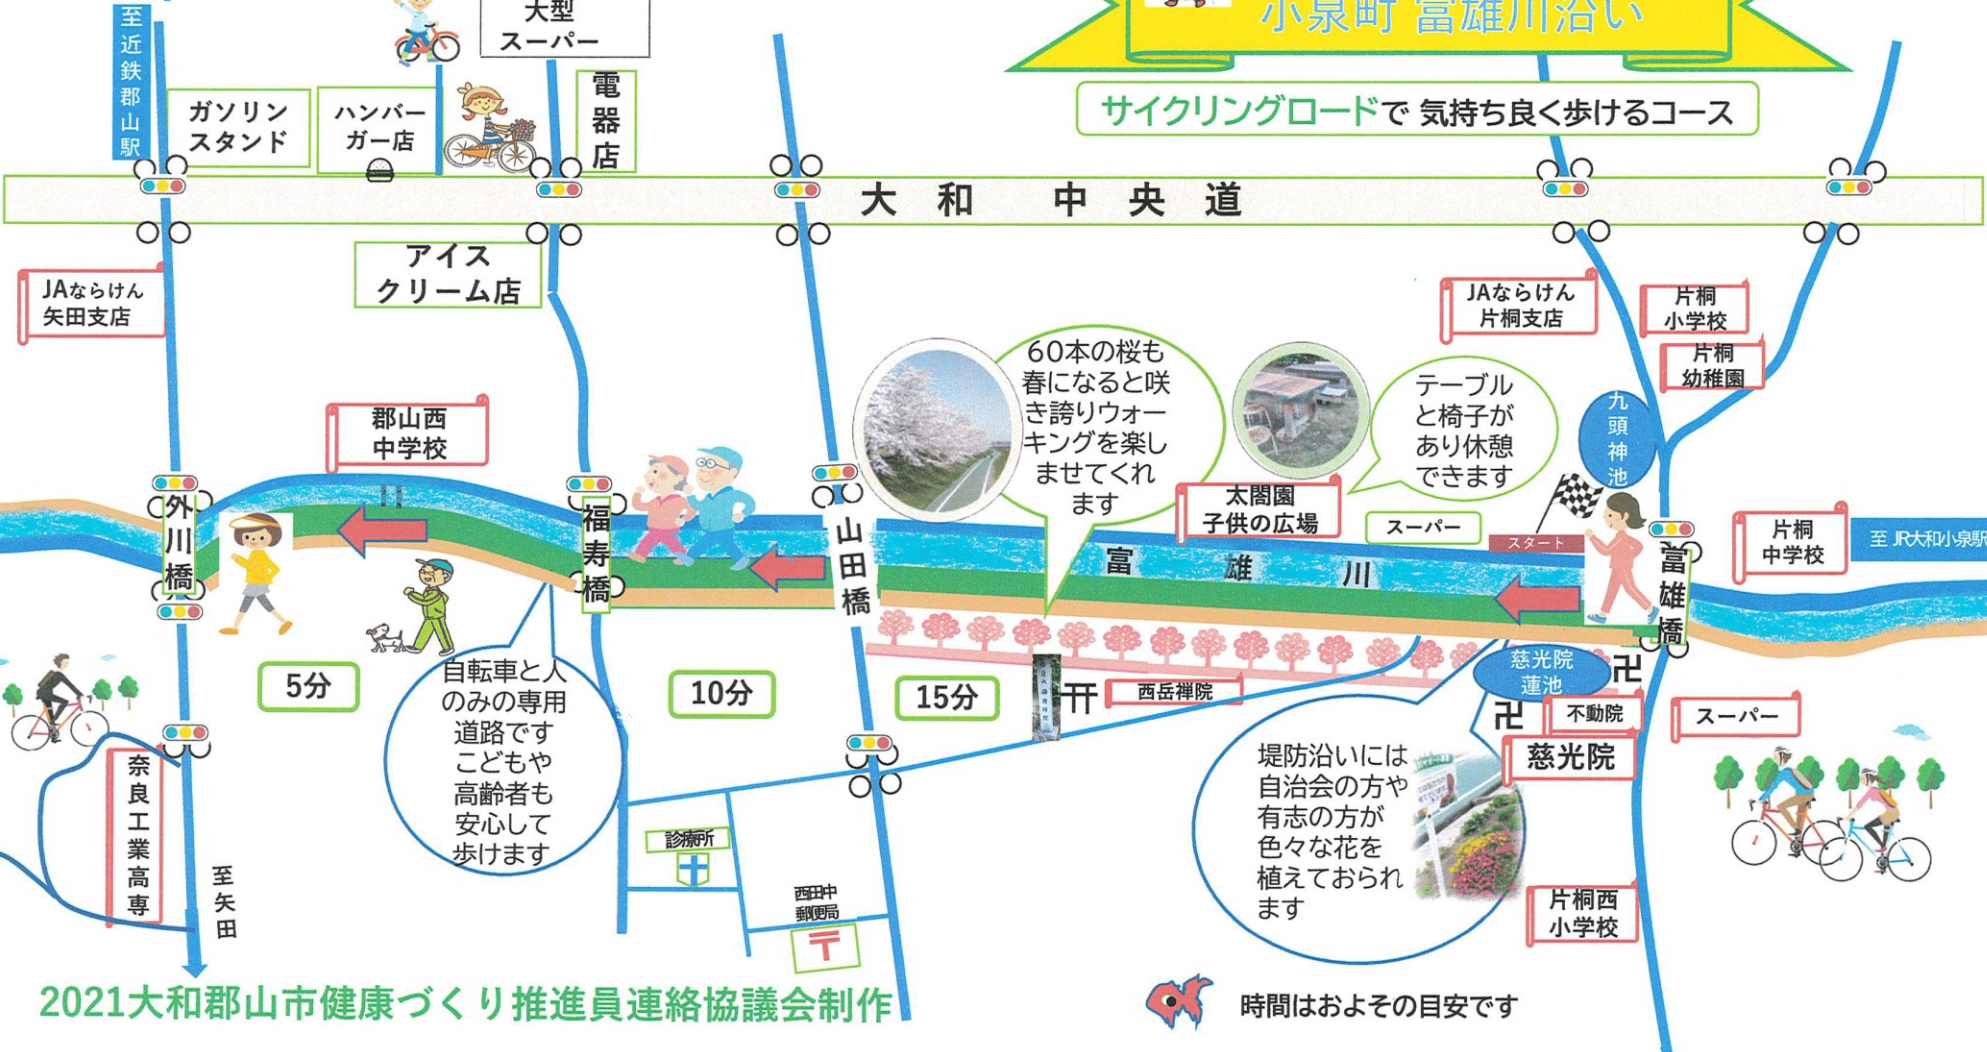 小泉町 富雄川沿い
サイクリングロードで 気持ち良く歩けるコース
至近鉄郡山駅
大型
スーパー
ガソリン
スタンド
ハンバー
ガー店
電器店
大和 中央道
アイス
クリーム店
JAならけん
矢田支店
JAならけん
片桐支店
片桐
小学校
片桐
幼稚園
60本の桜も
春になると咲
き誇りウォー
キングを楽し
ませてくれ
ます
テーブル
と椅子が
あり休憩
できます
九頭神池
郡山西
中学校
太閤園
子供の広場
スーパー
スタート
片桐
中学校
至 JR大和小泉駅
外川橋
福寿橋
山田橋
富雄川
富雄橋
5分
10分
15分
自転車と人
のみの専用
道路です
こどもや
高齢者も
安心して
歩けます
西岳禅院
慈光院
蓮池
不動院
慈光院
スーパー
堤防沿いには
自治会の方や
有志の方が
色々な花を
植えておられ
ます
奈良工業高専
至矢田
診療所
西田中
郵便局
〒
片桐西
小学校
2021大和郡山市健康づくり推進員連絡協議会制作
時間はおよその目安です